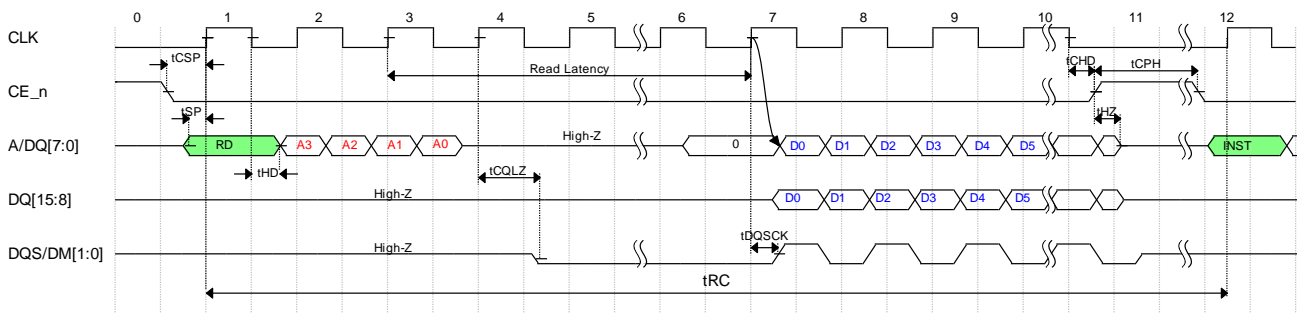 0 1 2 3 4 5 6 7 8 9 10 11 12
CLK
tCSP
Read Latency
tCHD
tCPH
CE_n
tSP
tHZ
A/DQ[7:0]
RD
A3 A2 A1 A0
High-Z
0
D0 D1 D2 D3 D4 D5
INST
tHD
tCQLZ
DQ[15:8]
High-Z
D0 D1 D2 D3 D4 D5
tDQSCK
DQS/DM[1:0]
High-Z
tRC